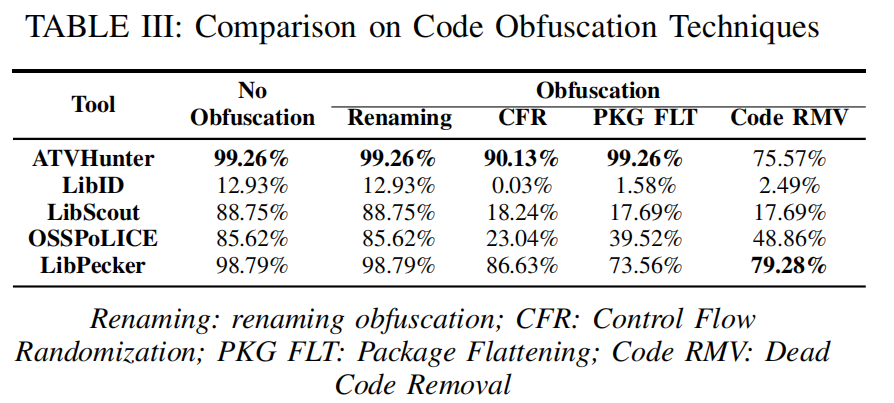 TABLE III: Comparison on Code Obfuscation Techniques
Tool No Obfuscation Obfuscation
Renaming CFR PKG FLT Code RMV
ATVHunter 99.26% 99.26% 90.13% 99.26% 75.57%
LibID 12.93% 12.93% 0.03% 1.58% 2.49%
LibScout 88.75% 88.75% 18.24% 17.69% 17.69%
OSSPoLICE 85.62% 85.62% 23.04% 39.52% 48.86%
LibPecker 98.79% 98.79% 86.63% 73.56% 79.28%
Renaming: renaming obfuscation; CFR: Control Flow
Randomization; PKG FLT: Package Flattening; Code RMV: Dead
Code Removal